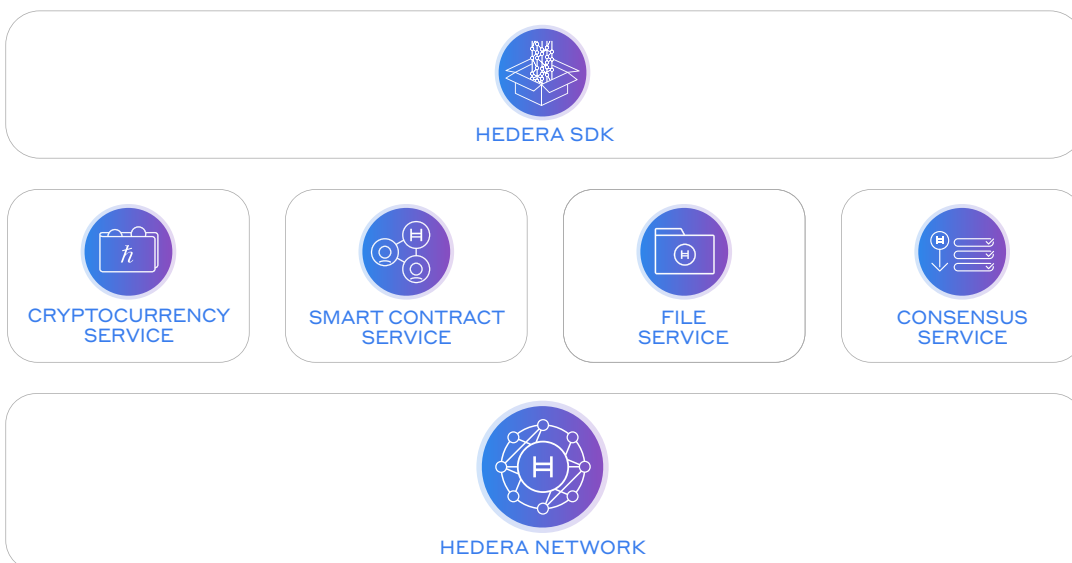 HEDERA SDK
ħ
CRYPTOCURRENCY
SERVICE
H
SMART CONTRACT
SERVICE
H
FILE
SERVICE
H
CONSENSUS
SERVICE
H
HEDERA NETWORK